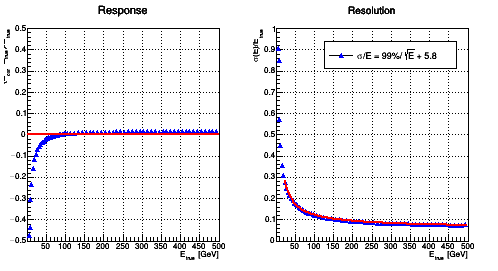 Response
0.5
0.4
0.3
0.2
0.1
0
−0.1
−0.2
−0.3
−0.4
−0.5
50 100 150 200 250 300 350 400 450 500
E_true [GeV]
Resolution
σ(E)/E_true
σ/E = 99%/√E + 5.8
1
0.9
0.8
0.7
0.6
0.5
0.4
0.3
0.2
0.1
0
50 100 150 200 250 300 350 400 450 500
E_true [GeV]